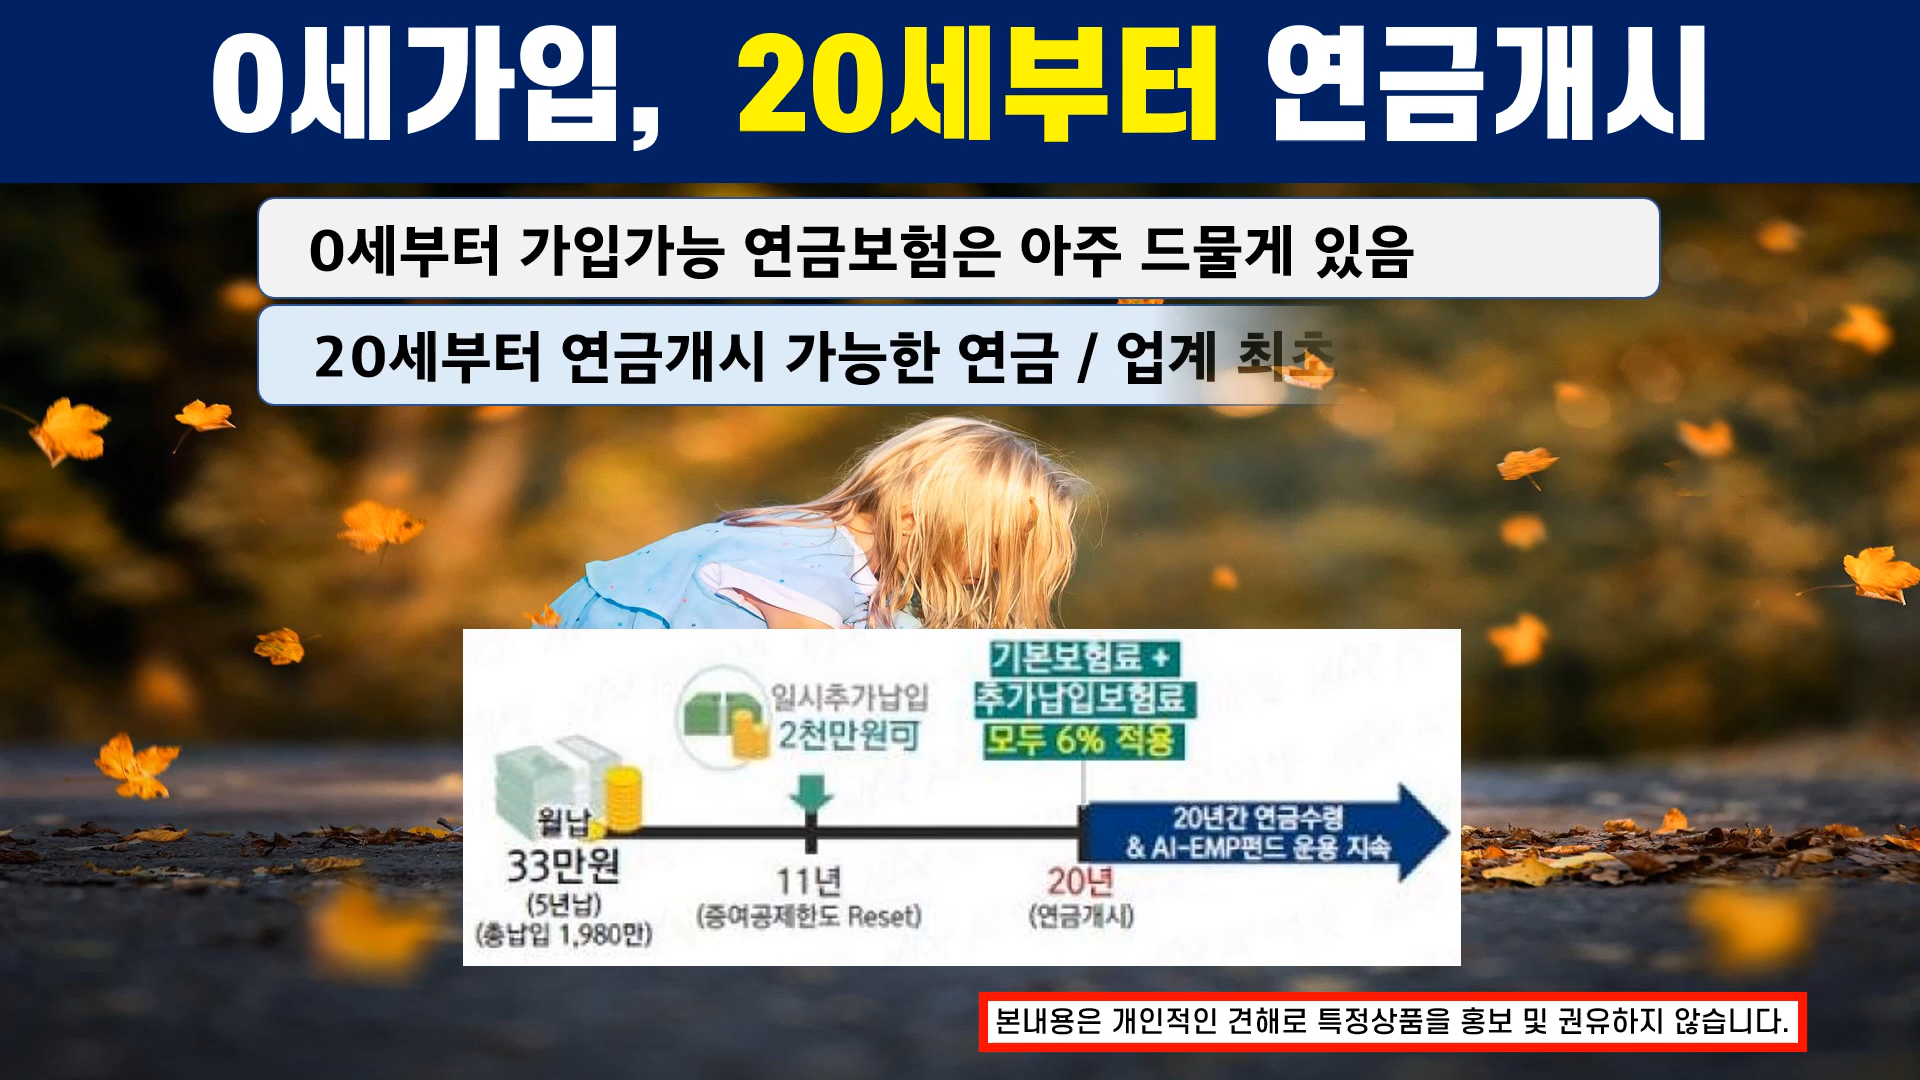 0세가입, 20세부터 연금개시
0세부터 가입가능 연금보험은 아주 드물게 있음
20세부터 연금개시 가능한 연금 / 업계 최초
기본보험료 +
추가납입보험료
모두 6% 적용
일시추가납입
2천만원可
월납
33만원
(5년납)
(총납입 1,980만)
11년
(증여공제한도 Reset)
20년
(연금개시)
20년간 연금수령
& AI-EMP펀드 운용 지속
본내용은 개인적인 견해로 특정상품을 홍보 및 권유하지 않습니다.